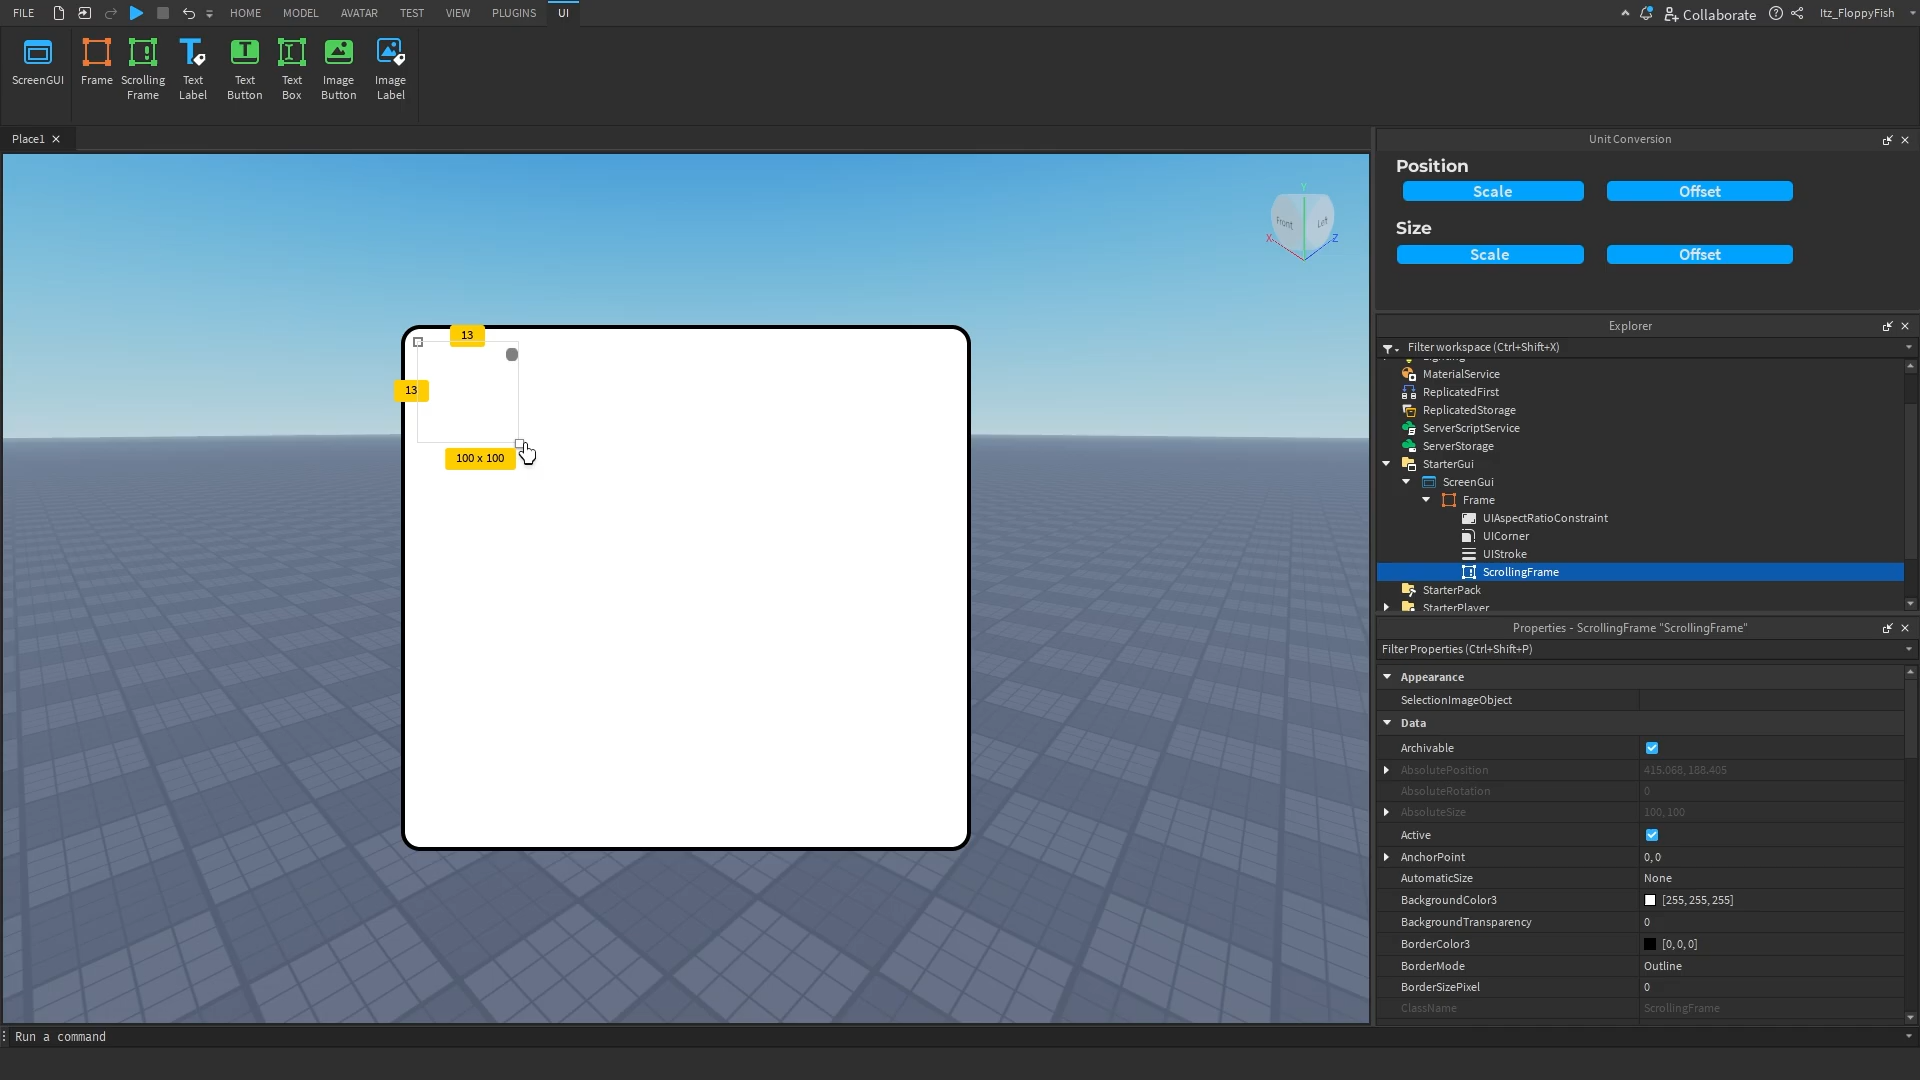 FILE HOME MODEL AVATAR TEST VIEW PLUGINS UI Collaborate Itz_FloppyFish
ScreenGUI
Frame
Scrolling
Frame
Text
Label
Text
Button
Text
Box
Image
Button
Image
Label
Place1
Front
Left
Y
X
Z
13
13
100 x 100
Unit Conversion
Position
Scale Offset
Size
Scale Offset
Explorer
Filter workspace (Ctrl+Shift+X)
Lighting
MaterialService
ReplicatedFirst
ReplicatedStorage
ServerScriptService
ServerStorage
StarterGui
ScreenGui
Frame
UIAspectRatioConstraint
UICorner
UIStroke
ScrollingFrame
StarterPack
StarterPlayer
Properties - ScrollingFrame "ScrollingFrame"
Filter Properties (Ctrl+Shift+P)
Appearance
SelectionImageObject
Data
Archivable
AbsolutePosition 415.068, 188.405
AbsoluteRotation 0
AbsoluteSize 100, 100
Active
AnchorPoint 0, 0
AutomaticSize None
BackgroundColor3 [255, 255, 255]
BackgroundTransparency 0
BorderColor3 [0, 0, 0]
BorderMode Outline
BorderSizePixel 0
ClassName ScrollingFrame
Run a command